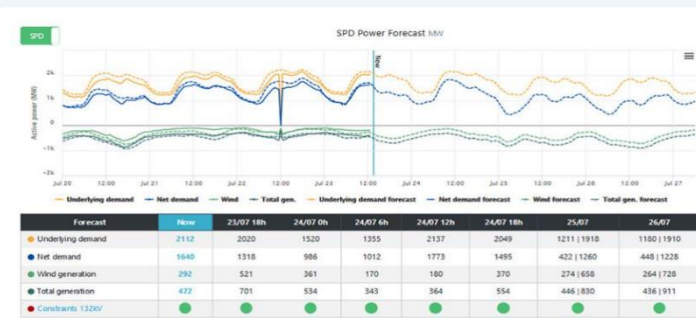 SPD
SPD Power Forecast MW
Now
Active power (MW)
2k
1k
0
-1k
-2k
Jul 20 12:00 Jul 21 12:00 Jul 22 12:00 Jul 23 12:00 Jul 24 12:00 Jul 25 12:00 Jul 26 12:00 Jul 27
Underlying demand Net demand Wind Total gen. Underlying demand forecast Net demand forecast Wind forecast Total gen. forecast
Forecast Now 23/07 18h 24/07 0h 24/07 6h 24/07 12h 24/07 18h 25/07 26/07
Underlying demand 2112 2020 1520 1355 2137 2049 1211 | 1918 1180 | 1910
Net demand 1640 1318 986 1012 1773 1495 422 | 1260 448 | 1228
Wind generation 292 521 361 170 180 370 274 | 658 264 | 728
Total generation 472 701 534 343 364 554 446 | 830 436 | 911
Constraints 132kV